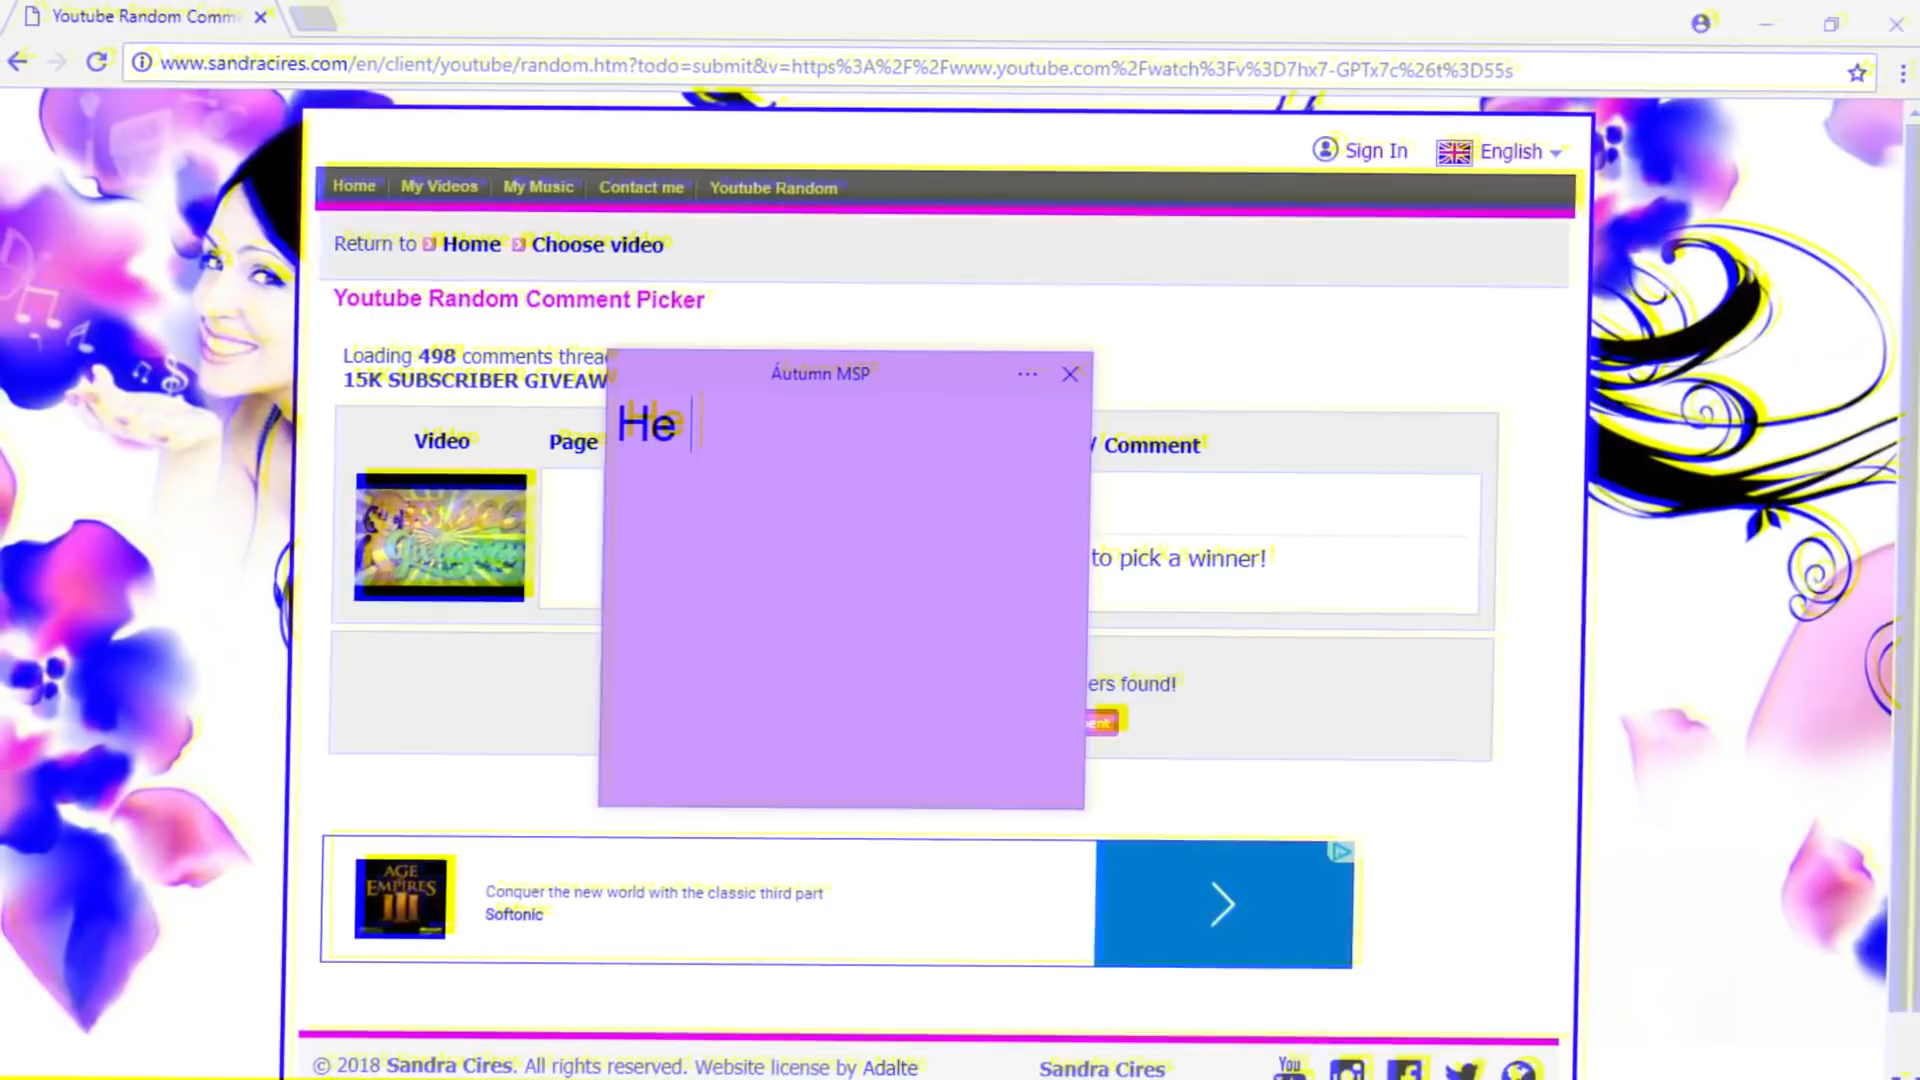 Youtube Random Comm
www.sandracires.com/en/client/youtube/random.htm?todo=submit&v=https%3A%2F%2Fwww.youtube.com%2Fwatch%3Fv%3D7hx7-GPTx7c%26t%3D55s
Sign In English
Home My Videos My Music Contact me Youtube Random
Return to Home Choose video
Youtube Random Comment Picker
Loading 498 comments
15K SUBSCRIBER
Autumn MSP
He
Video Page / Comment
to pick a winner!
found!
AGE
EMPIRES
III
Conquer the new world with the classic third part
Softonic
© 2018 Sandra Cires. All rights reserved. Website license by Adalte
Sandra Cires
You